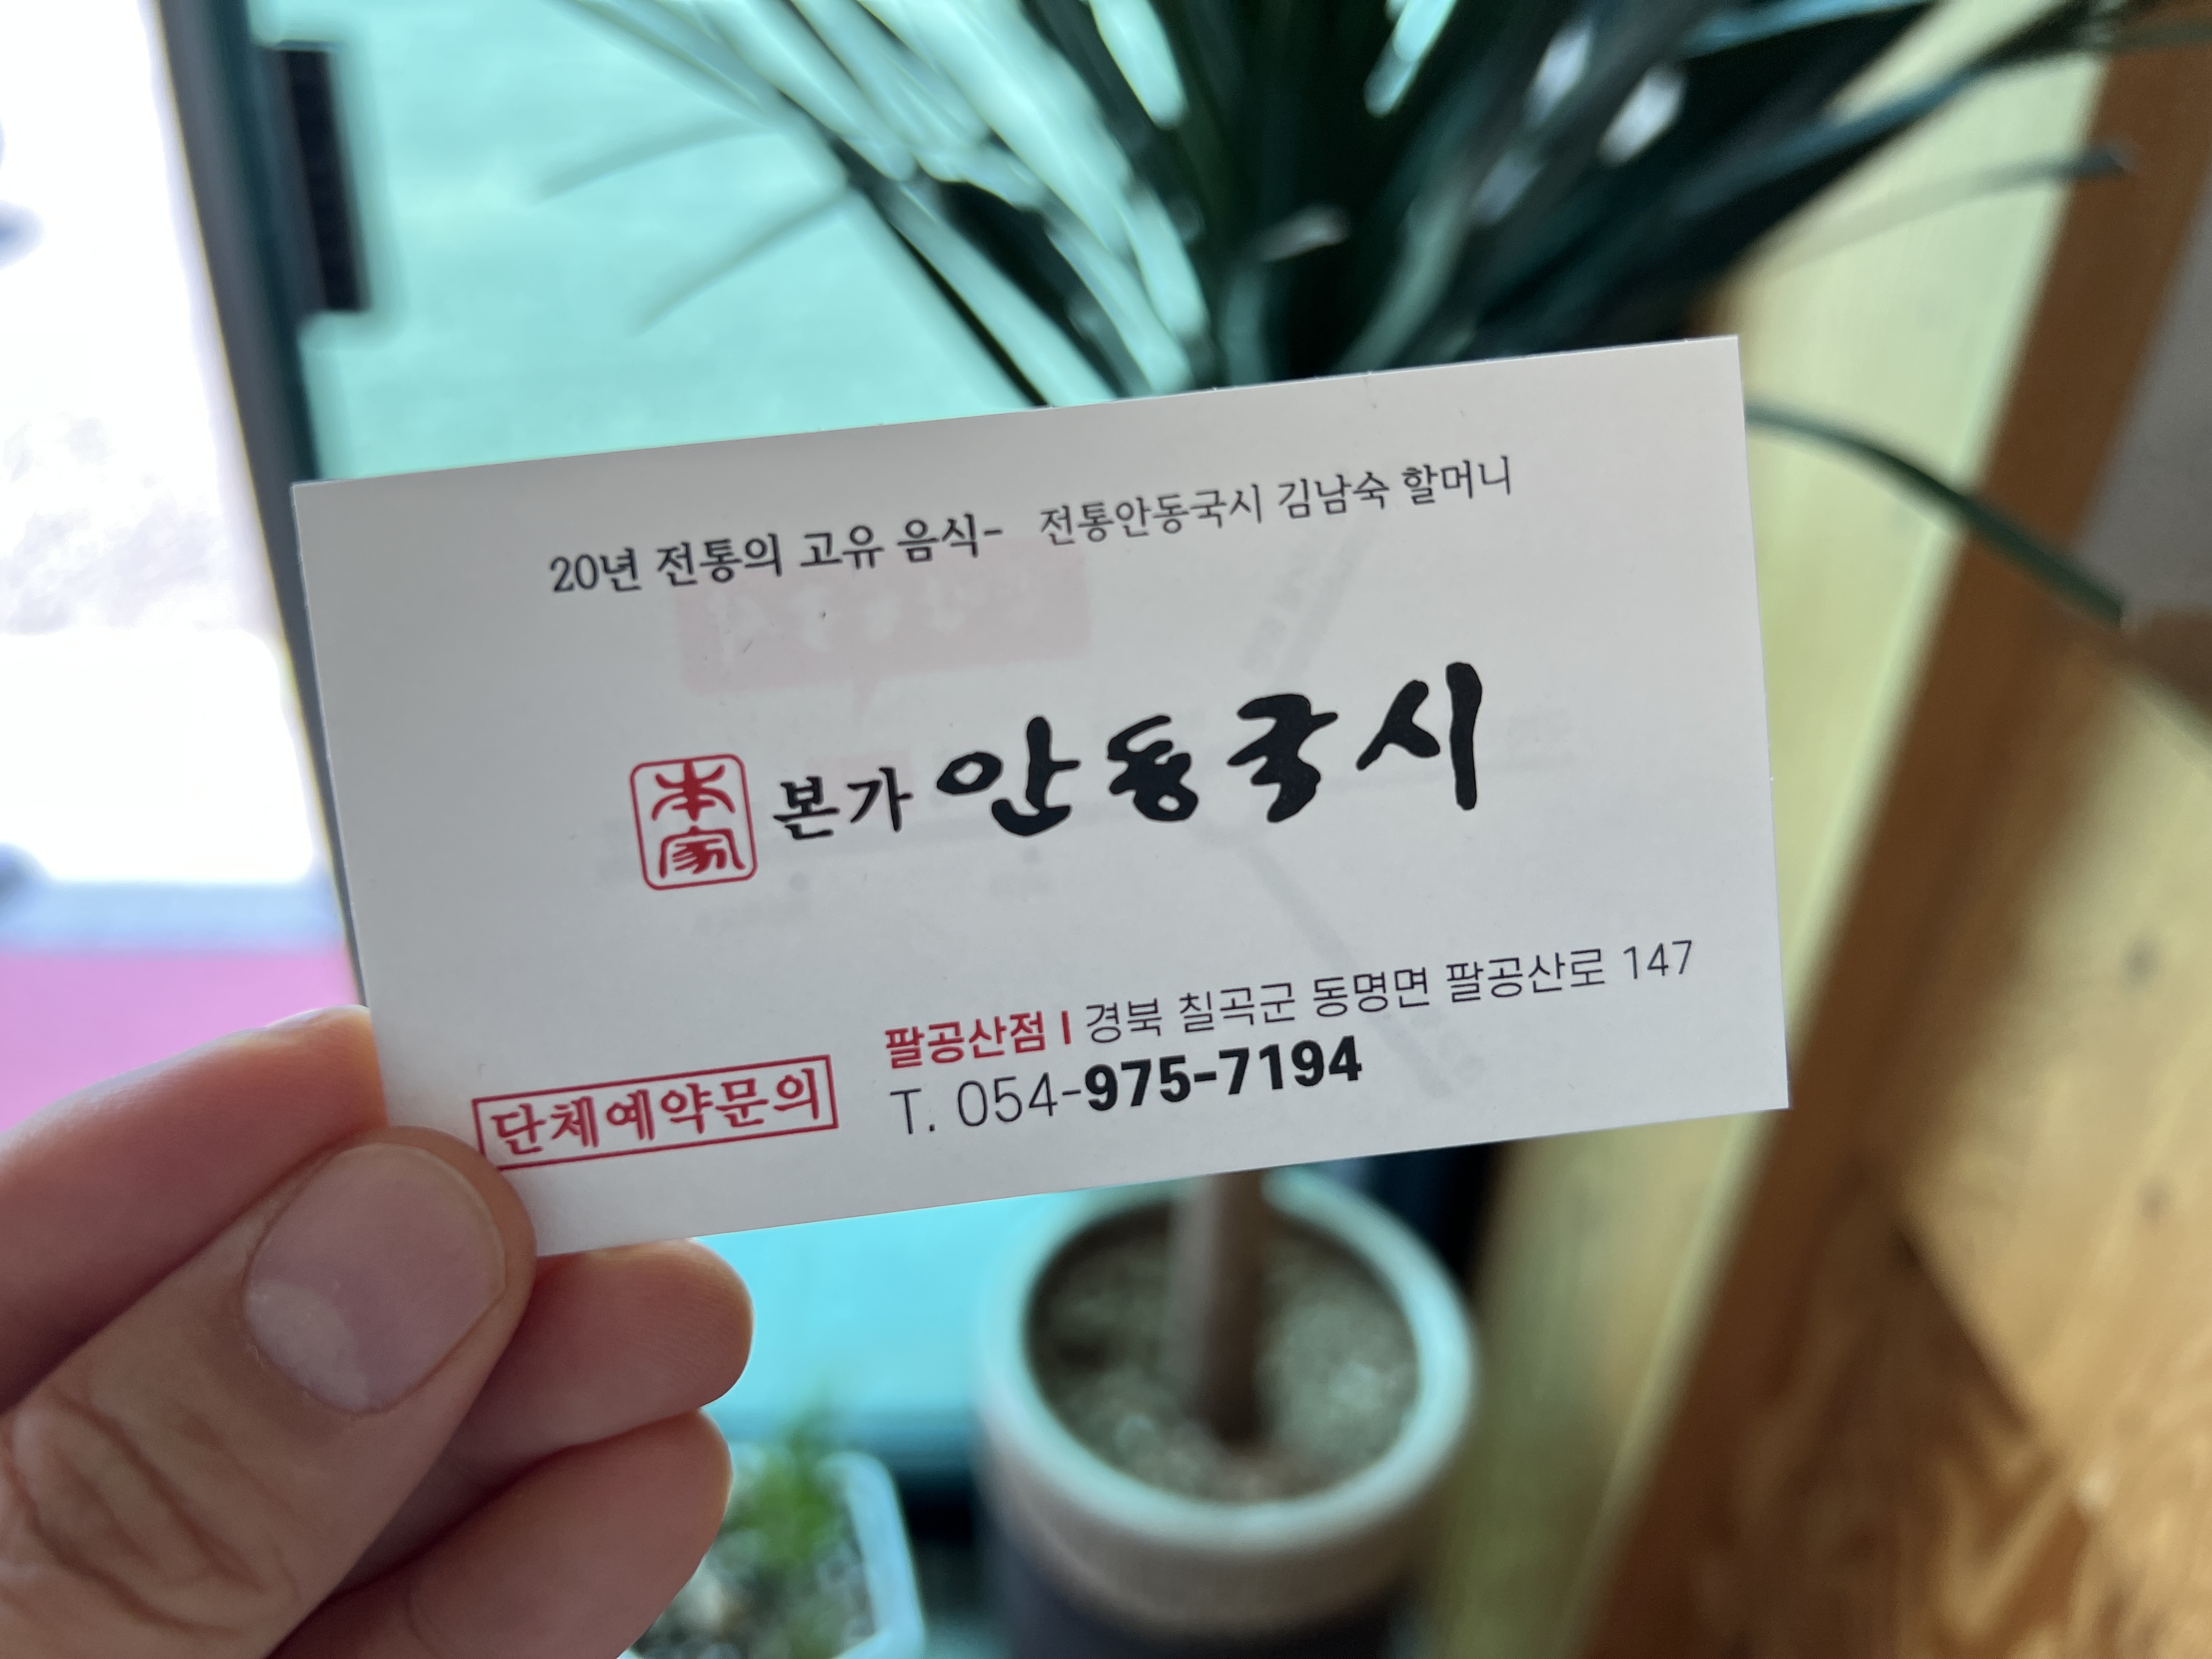 20년 전통의 고유 음식- 전통안동국시 김남숙 할머니
本家 본가 안동국시
팔공산점 | 경북 칠곡군 동명면 팔공산로 147
단체예약문의 T. 054-975-7194